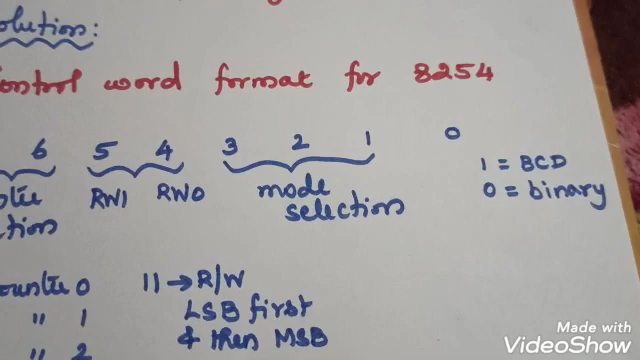 olution:
ontrol word format for 8254
6 5 4 3 2 1 0
RW1 RW0 mode selection
1 = BCD
0 = binary
tion
ounter 0 11 → R/W
" 1 LSB first
" 2 & then MSB
Made with
VideoShow